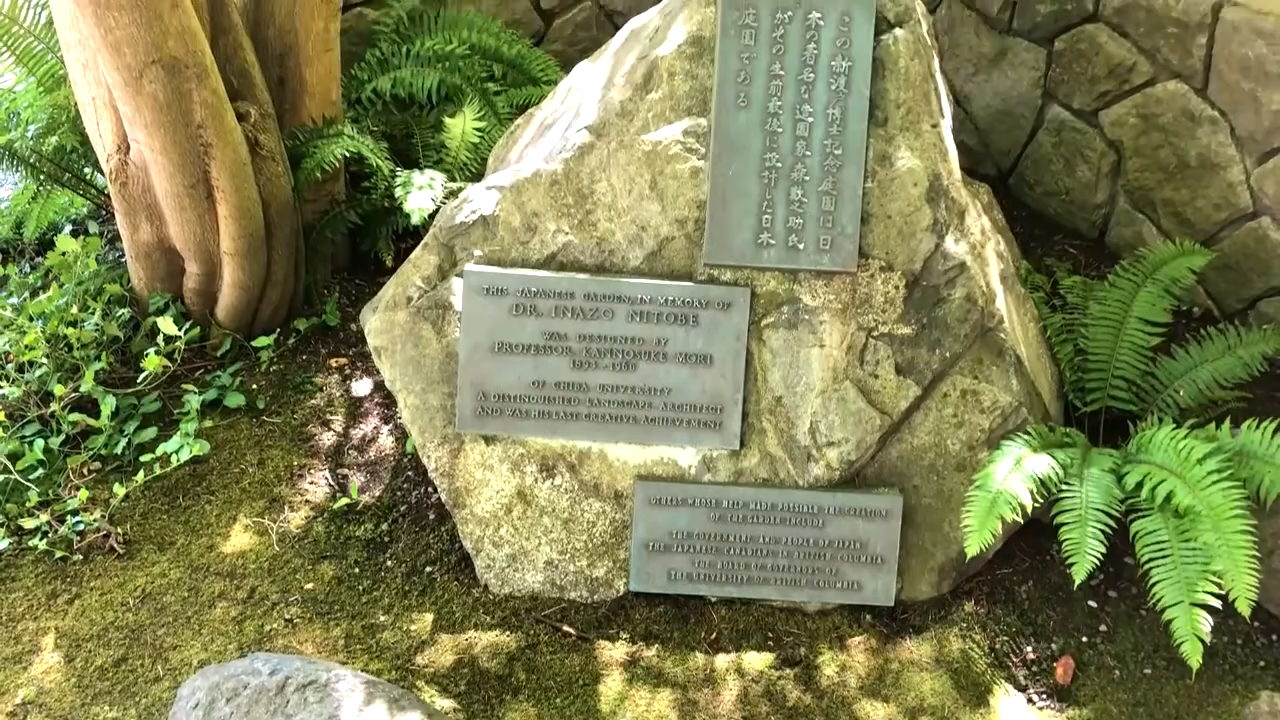 この新渡戸博士記念庭園は日
本の著名な造園家森歓之助氏
がその生前最後に設計した日本
庭園である
THIS JAPANESE GARDEN, IN MEMORY OF
DR. INAZO NITOBE
WAS DESIGNED BY
PROFESSOR KANNOSUKE MORI
OF CHIBA UNIVERSITY
A DISTINGUISHED LANDSCAPE ARCHITECT
AND WAS HIS LAST CREATIVE ACHIEVEMENT
OTHERS WHOSE HELP MADE POSSIBLE THE CREATION
OF THE GARDEN INCLUDE
THE GOVERNMENT AND PEOPLE OF JAPAN
THE JAPANESE CANADIANS IN BRITISH COLUMBIA
THE BOARD OF GOVERNORS OF
THE UNIVERSITY OF BRITISH COLUMBIA